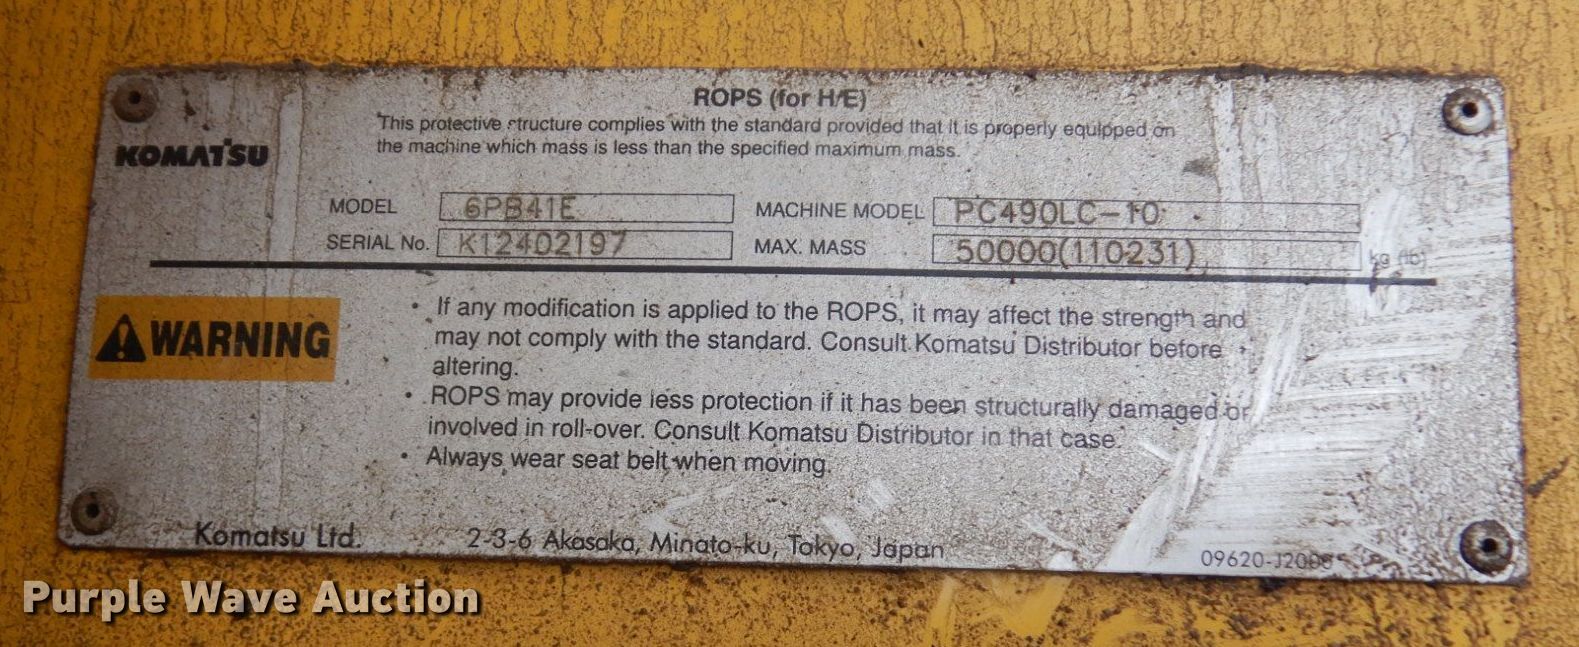 ROPS (for H/E)
This protective structure complies with the standard provided that it is properly equipped on
the machine which mass is less than the specified maximum mass.
KOMATSU
MODEL 6PB41E MACHINE MODEL PC490LC-10
SERIAL No. K12402197 MAX. MASS 50000(110231) kg (lb)
WARNING
• If any modification is applied to the ROPS, it may affect the strength and
may not comply with the standard. Consult Komatsu Distributor before
altering.
• ROPS may provide less protection if it has been structurally damaged or
involved in roll-over. Consult Komatsu Distributor in that case.
• Always wear seat belt when moving.
Komatsu Ltd. 2-3-6 Akasaka, Minato-ku, Tokyo, Japan
Purple Wave Auction